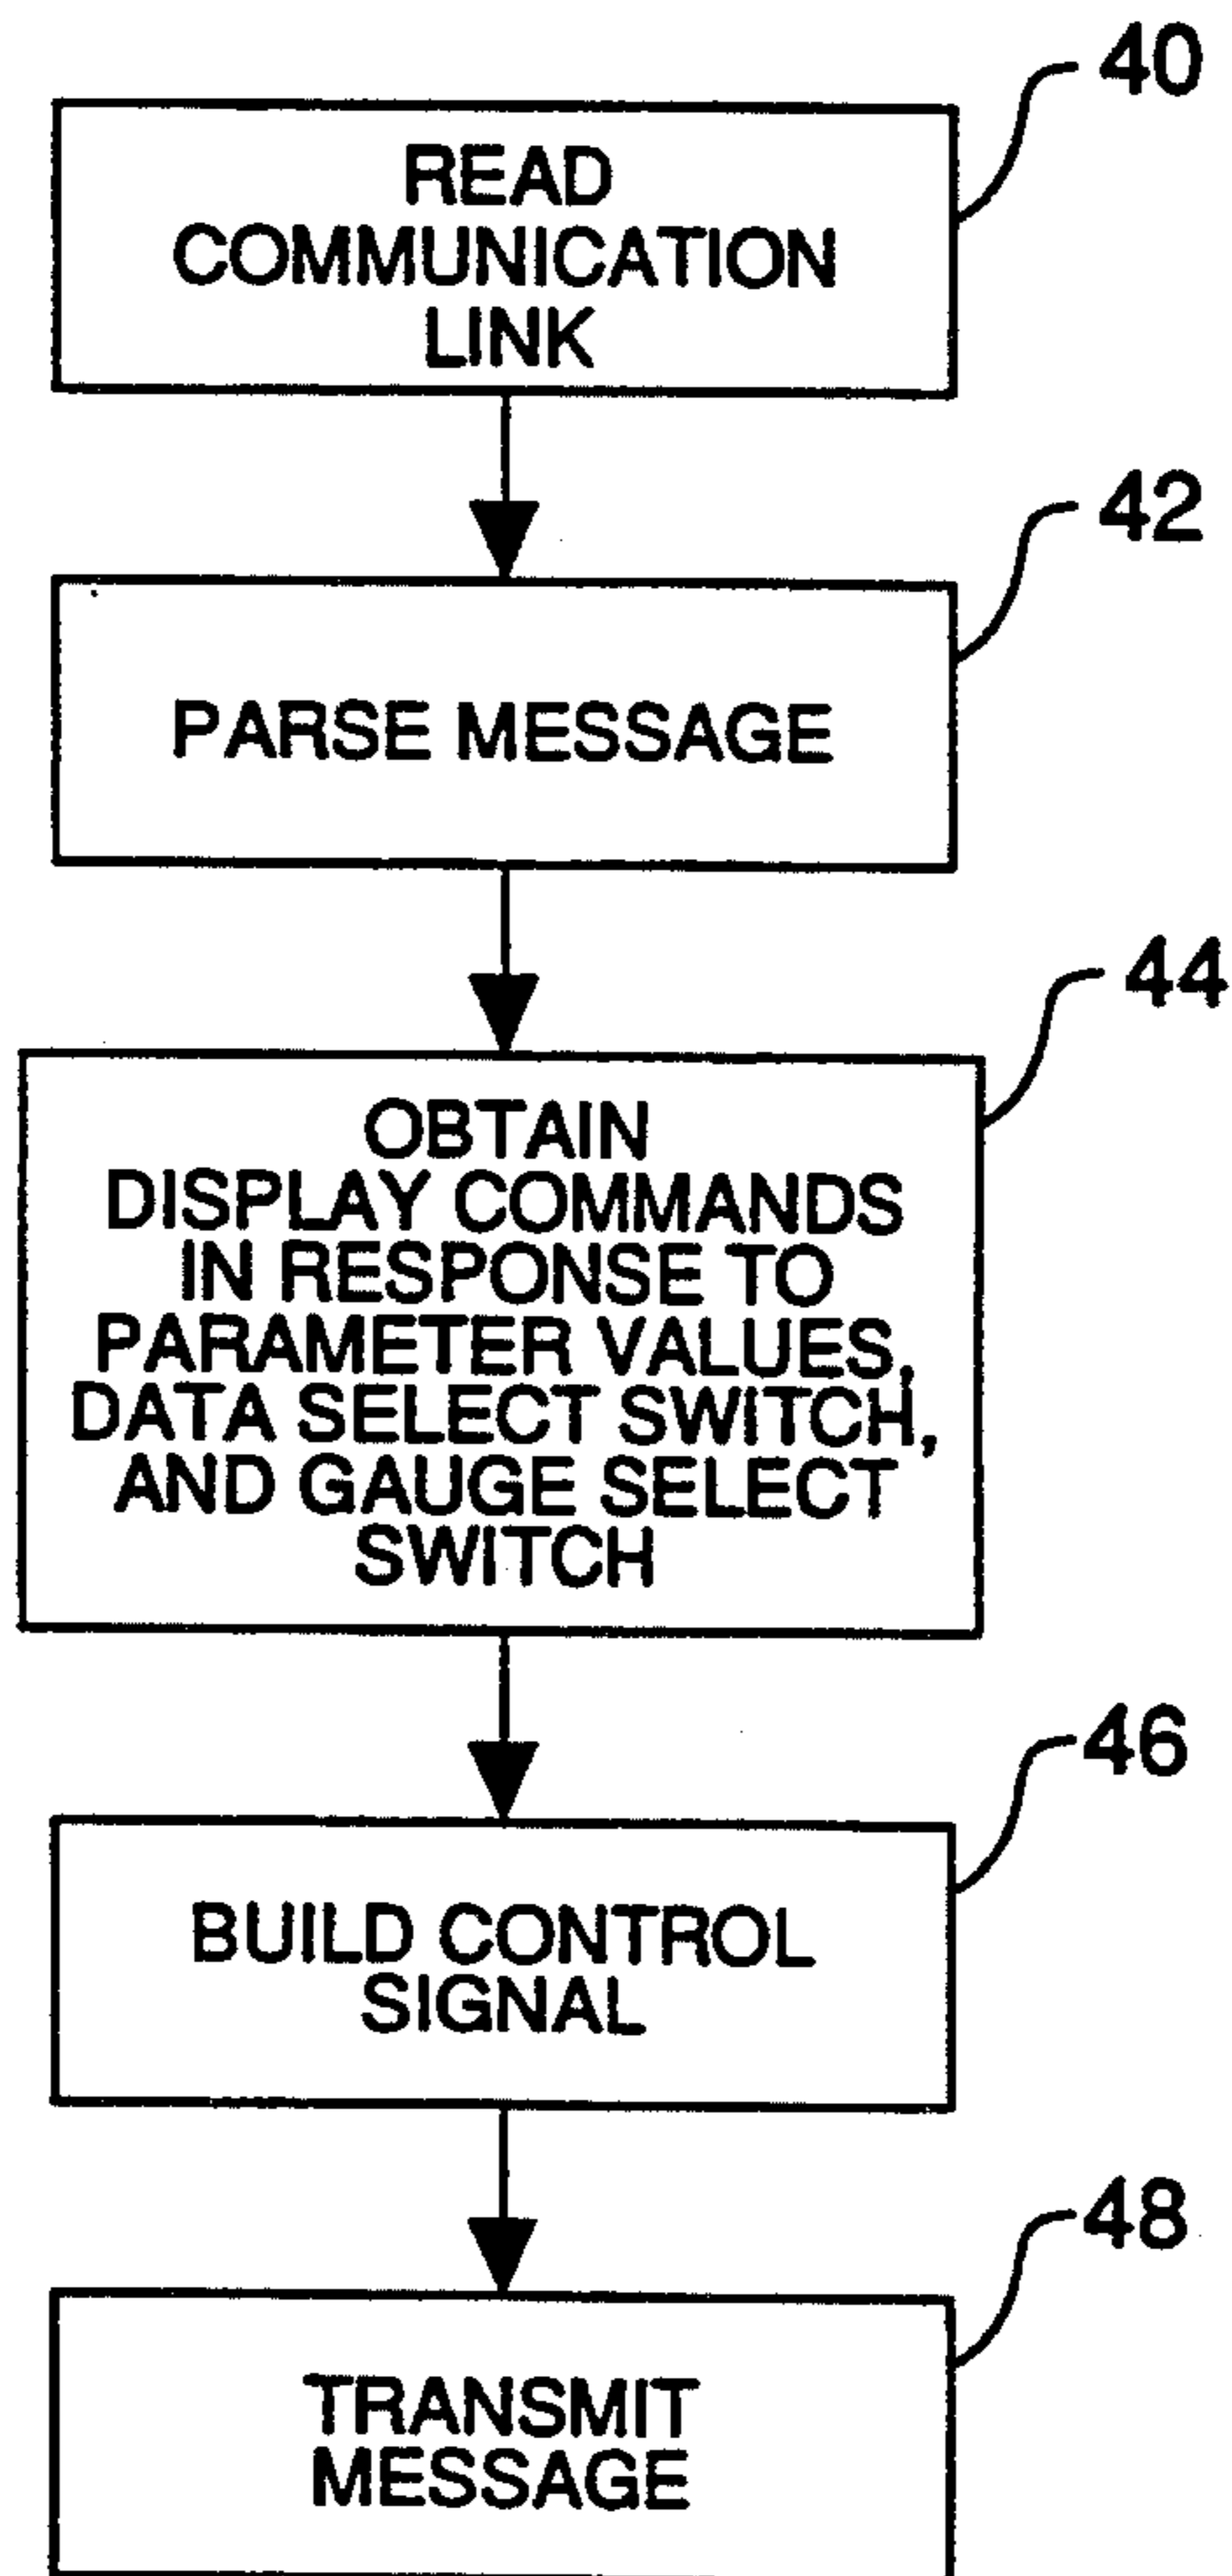 40
READ
COMMUNICATION
LINK
42
PARSE MESSAGE
44
OBTAIN
DISPLAY COMMANDS
IN RESPONSE TO
PARAMETER VALUES,
DATA SELECT SWITCH,
AND GAUGE SELECT
SWITCH
46
BUILD CONTROL
SIGNAL
48
TRANSMIT
MESSAGE